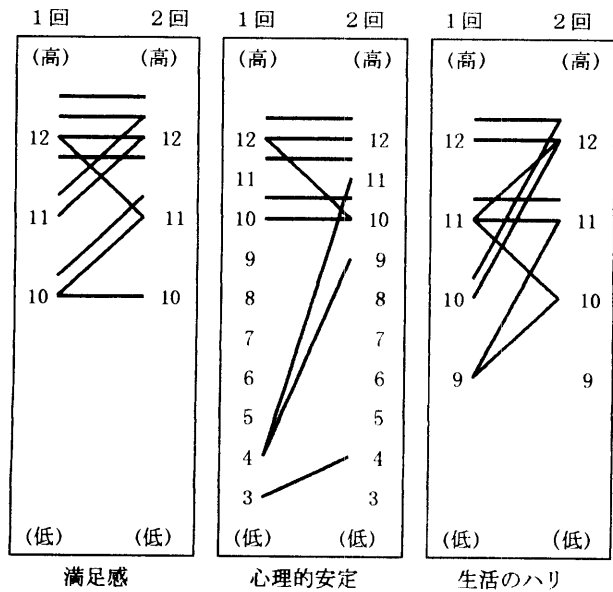 1回 2回 1回 2回 1回 2回
(高) (高) (高) (高) (高) (高)
12 12 12 12 12 12
11 11
11 11 11 11
10 10
9 9
10 10 8 8 10 10
7 7
6 6 9 9
5 5
4 4
3 3
(低) (低) (低) (低) (低) (低)
満足感 心理的安定 生活のハリ